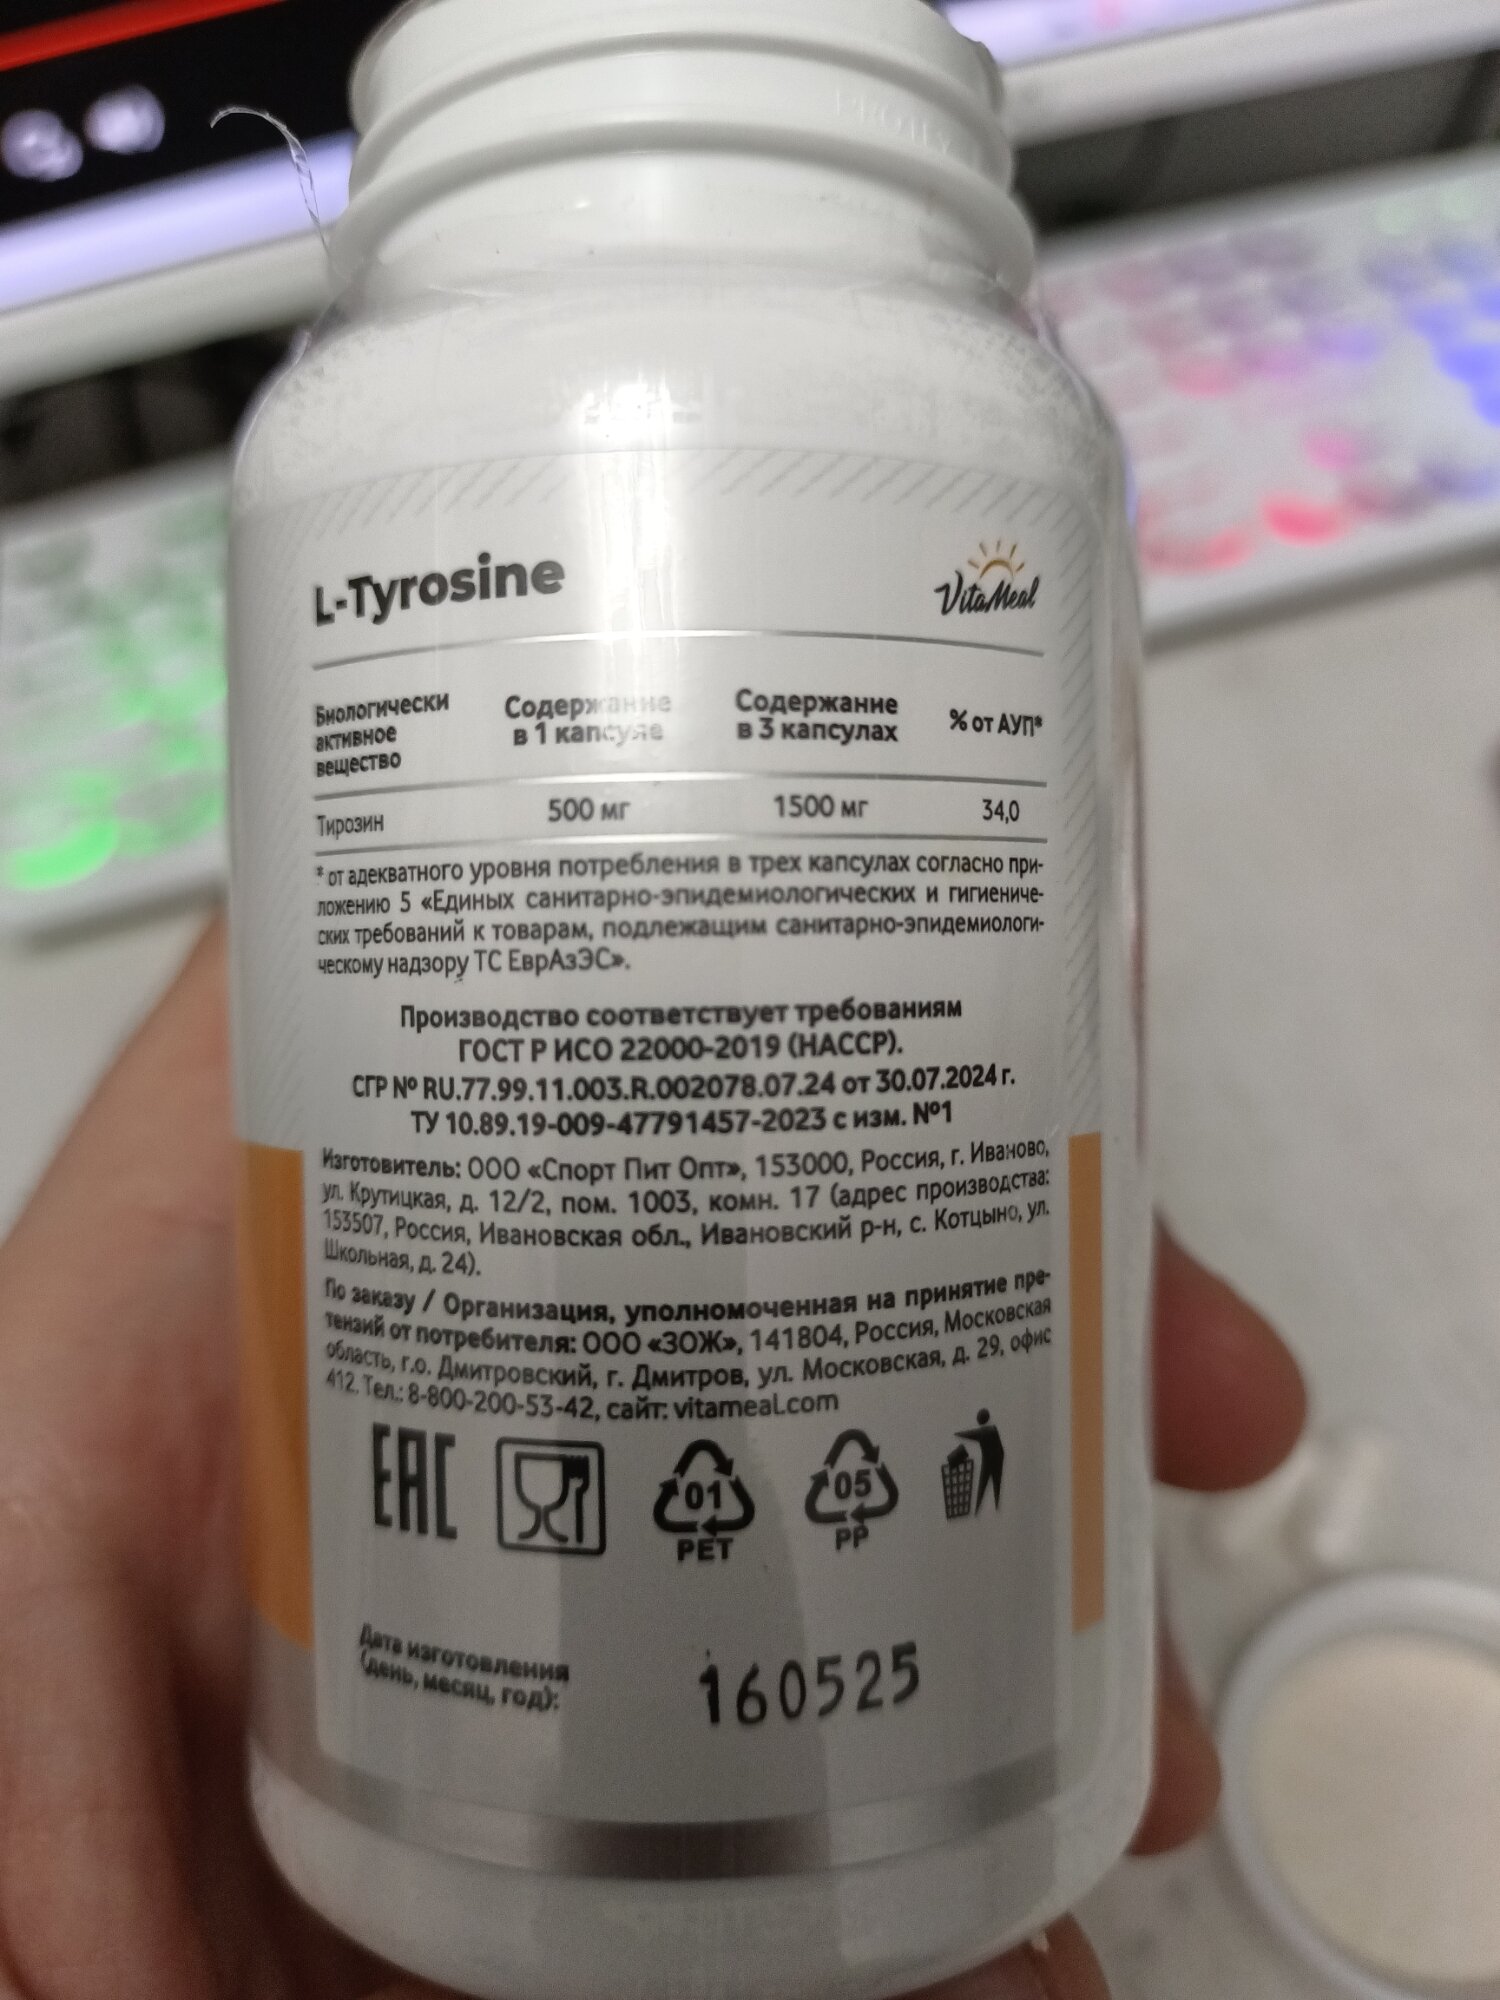 L-Tyrosine
VitaMeal
Биологически
активное
вещество
Содержание
в 1 капсуле
Содержание
в 3 капсулах
% от АУП*
Тирозин
500 мг
1500 мг
34,0
* от адекватного уровня потребления в трех капсулах согласно при-
ложению 5 «Единых санитарно-эпидемиологических и гигиениче-
ских требований к товарам, подлежащим санитарно-эпидемиологи-
ческому надзору ТС ЕврАзЭС».
Производство соответствует требованиям
ГОСТ Р ИСО 22000-2019 (НАССР).
СГР № RU.77.99.11.003.R.002078.07.24 от 30.07.2024 г.
ТУ 10.89.19-009-47791457-2023 с изм. №1
Изготовитель: ООО «Спорт Пит Опт», 153000, Россия, г. Иваново,
ул. Крутицкая, д. 12/2, пом. 1003, комн. 17 (адрес производства:
153507, Россия, Ивановская обл., Ивановский р-н, с. Котцыно, ул.
Школьная, д. 24).
По заказу / Организация, уполномоченная на принятие пре-
тензий от потребителя: ООО «ЗОЖ», 141804, Россия, Московская
область, г.о. Дмитровский, г. Дмитров, ул. Московская, д. 29, офис
412. Тел.: 8-800-200-53-42, сайт: vitameal.com
EAC
01
PET
05
PP
Дата изготовления
(день, месяц, год):
160525